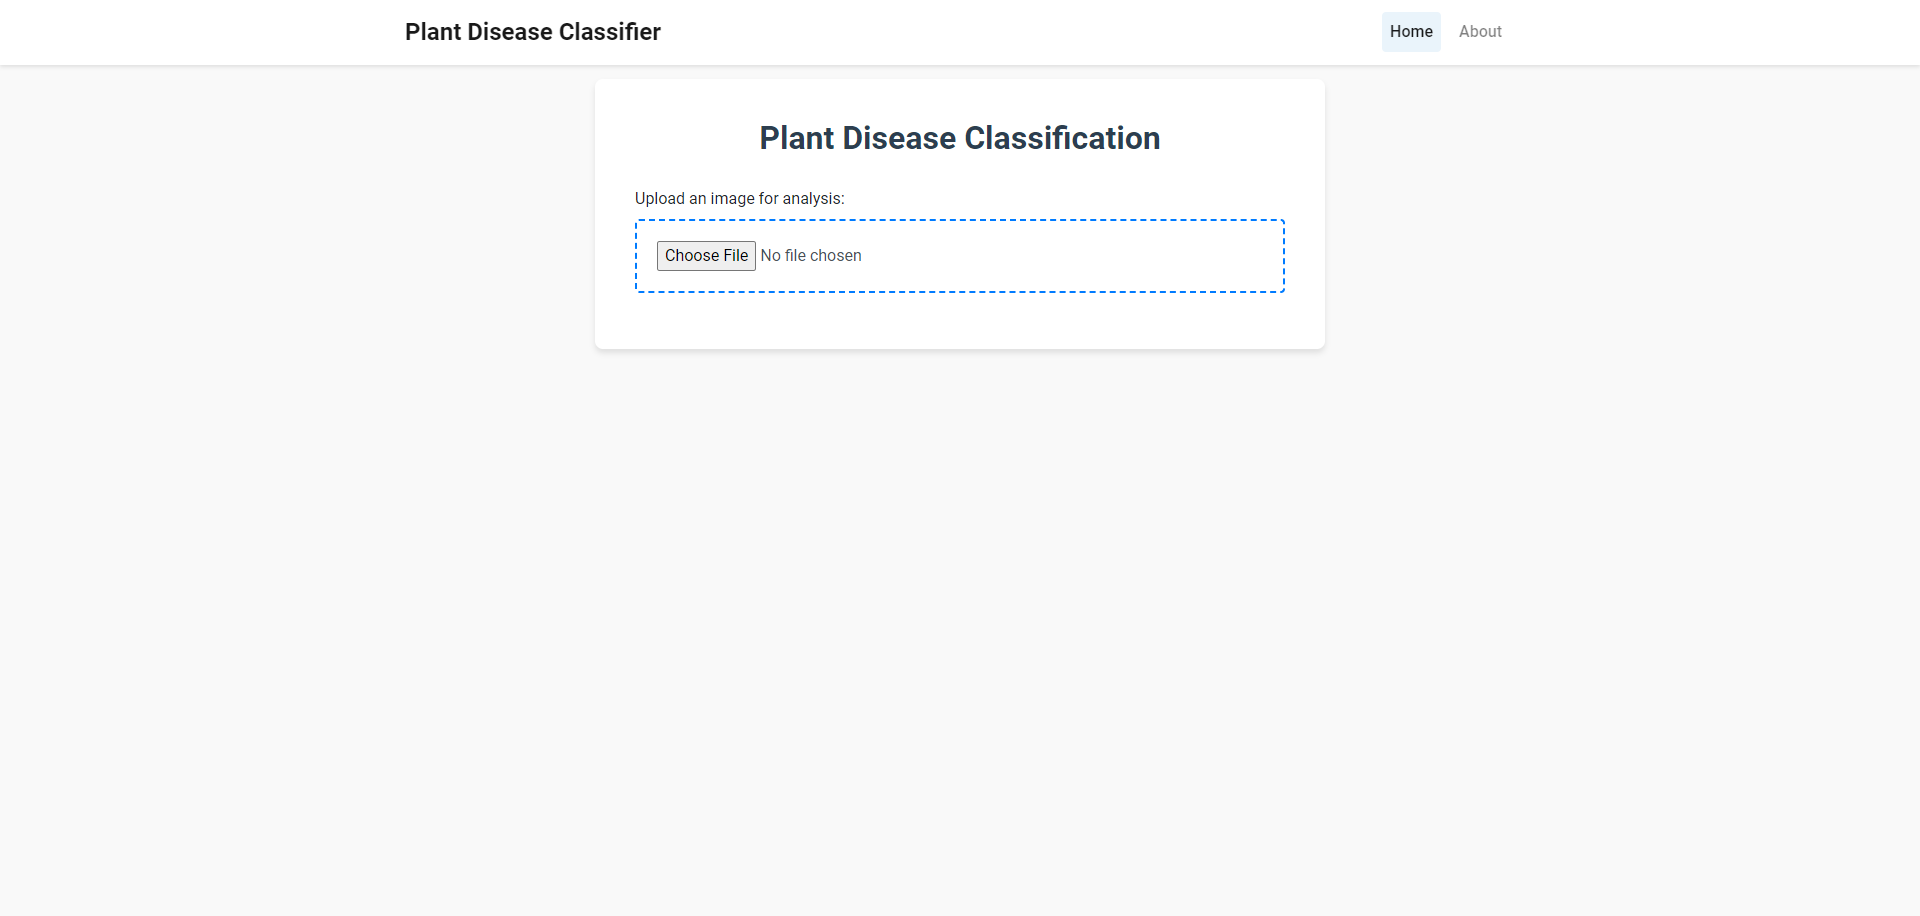 Plant Disease Classifier
Home
About
Plant Disease Classification
Upload an image for analysis:
Choose File No file chosen